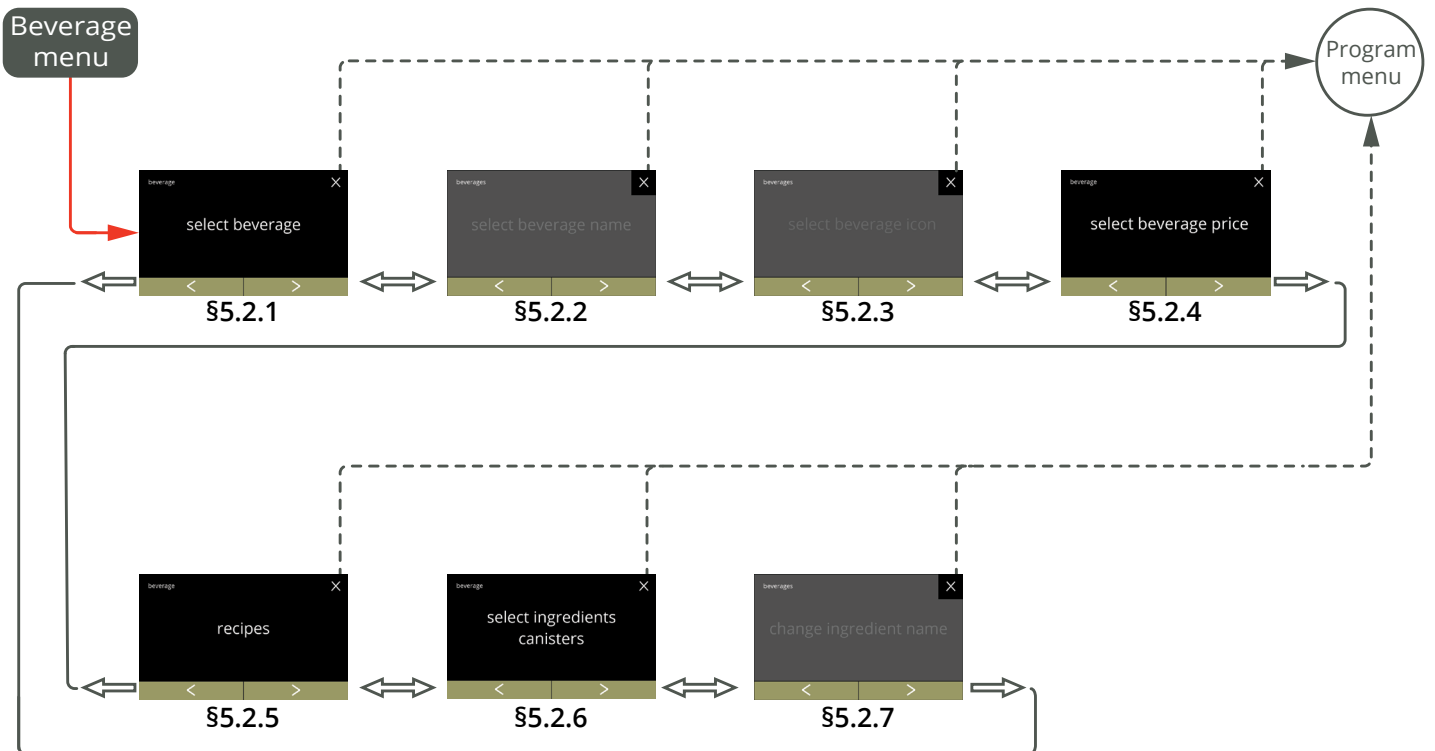 Beverage
menu
Program
menu
beverage X
select beverage
< >
§5.2.1
beverages X
select beverage name
< >
§5.2.2
beverages X
select beverage icon
< >
§5.2.3
beverage X
select beverage price
< >
§5.2.4
beverage X
recipes
< >
§5.2.5
beverage X
select ingredients
canisters
< >
§5.2.6
beverages X
change ingredient name
< >
§5.2.7